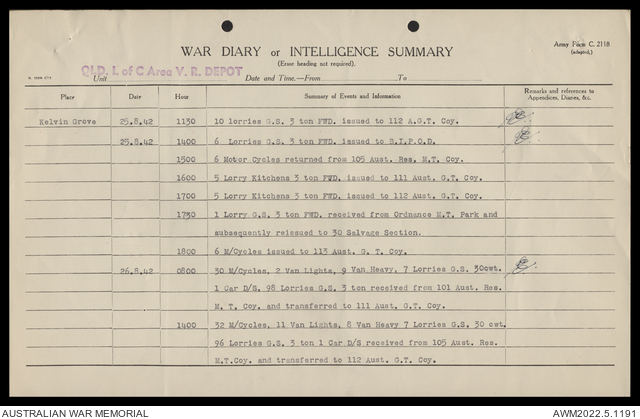 Army Form C. 2118
(adapted.)
WAR DIARY or INTELLIGENCE SUMMARY
(Erase heading not required).
Unit QLD. L of C Area V. R. DEPOT Date and Time.—From To
Place Date Hour Summary of Events and Information Remarks and references to Appendices, Diaries, &c.
Kelvin Grove 25.8.42 1130 10 lorries G.S. 3 ton FWD. issued to 112 A.G.T. Coy.
25.8.42 1400 6 Lorries G.S. 3 ton FWD. issued to B.I.P.O.D.
1500 6 Motor Cycles returned from 105 Aust. Res. M.T. Coy.
1600 5 Lorry Kitchens 3 ton FWD. issued to 111 Aust. G.T. Coy.
1700 5 Lorry Kitchens 3 ton FWD. issued to 112 Aust. G.T. Coy.
1730 1 Lorry G.S. 3 ton FWD. received from Ordnance M.T. Park and
subsequently reissued to 30 Salvage Section.
1800 6 M/Cycles issued to 113 Aust. G. T. Coy.
26.8.42 0800 30 M/Cycles, 2 Van Lights, 9 Van Heavy, 7 Lorries G.S. 30cwt.
1 Car D/S, 98 Lorries G.S. 3 ton received from 101 Aust. Res.
M. T. Coy. and transferred to 111 Aust. G.T. Coy.
1400 32 M/Cycles, 11 Van Lights, 8 Van Heavy 7 Lorries G.S. 30 cwt.
96 Lorries G.S. 3 ton 1 Car D/S received from 105 Aust. Res.
M.T.Coy. and transferred to 112 Aust. G.T. Coy.
AUSTRALIAN WAR MEMORIAL AWM2022.5.1191